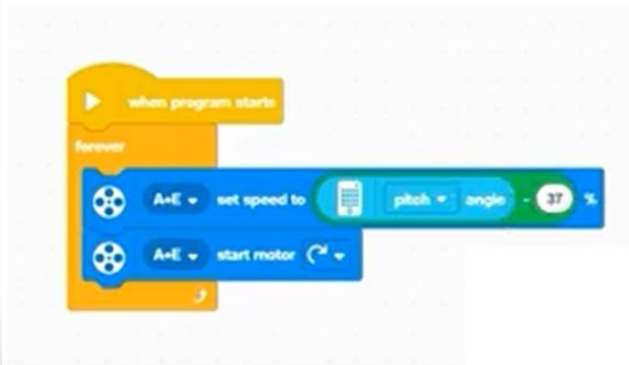 when program starts
forever
A+E set speed to pitch angle - 37 %
A+E start motor